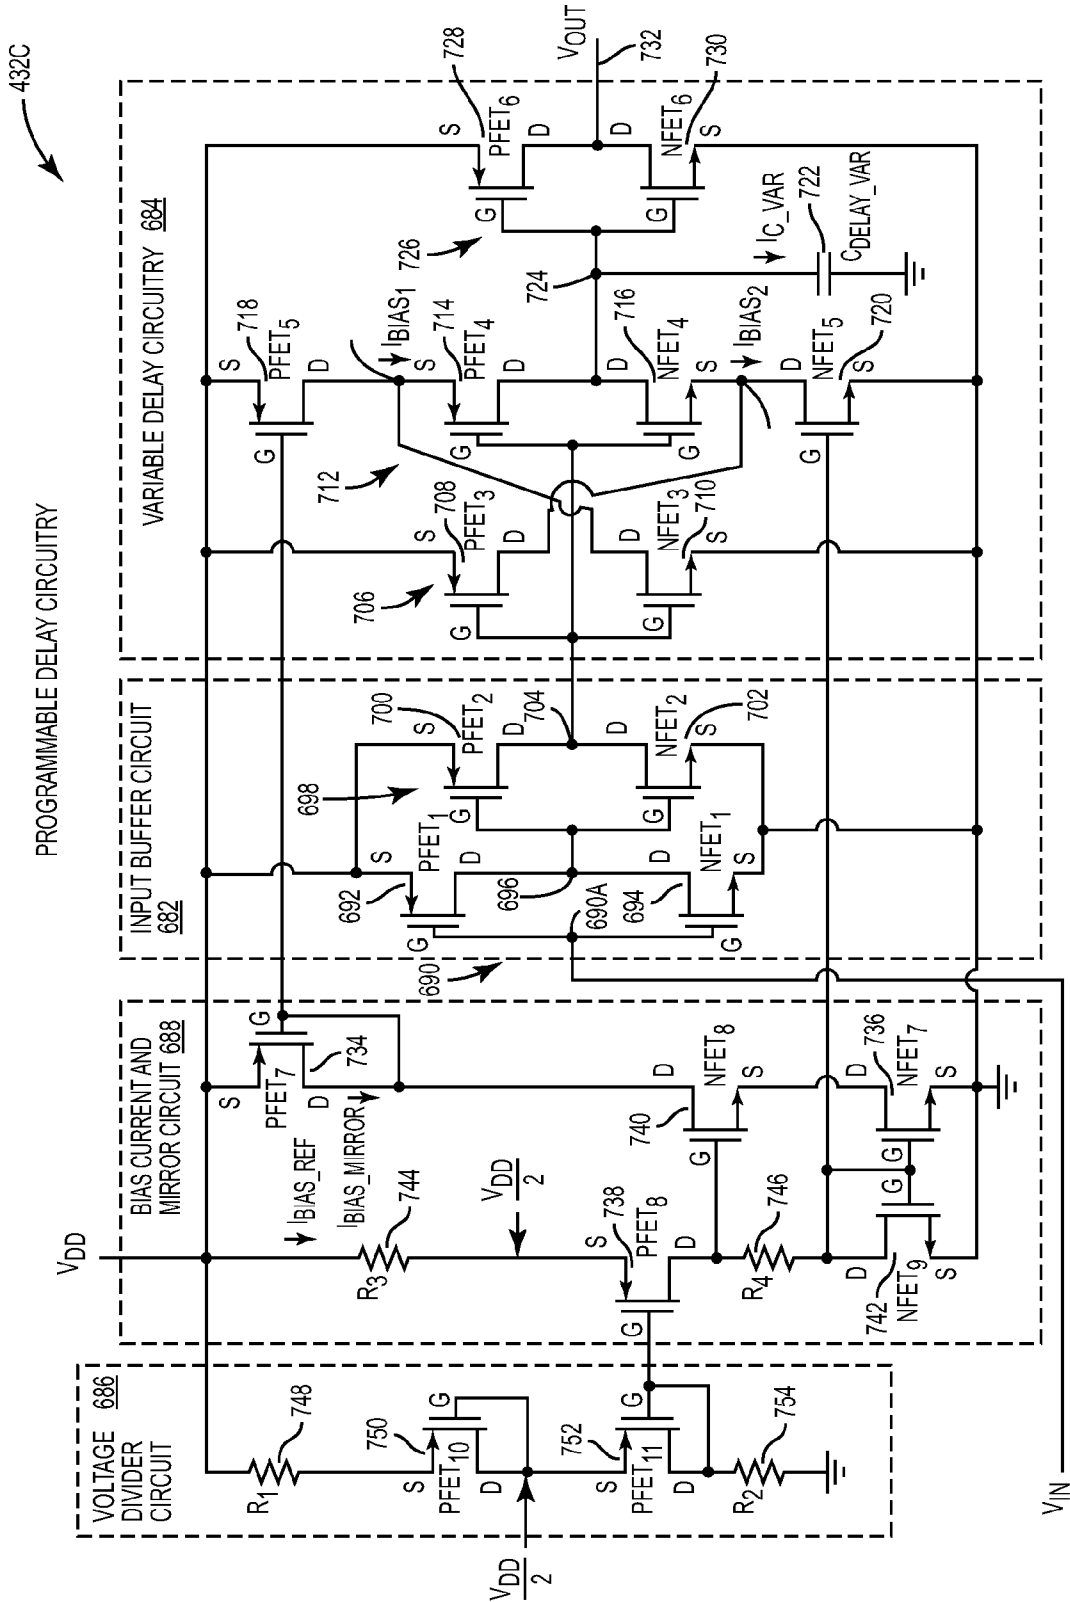 432C
PROGRAMMABLE DELAY CIRCUITRY
VOLTAGE 686
DIVIDER
CIRCUIT
R1
748
S
750
G
PFET10
D
VDD/2
S
752
G
PFET11
D
R2
754
VIN
BIAS CURRENT AND
MIRROR CIRCUIT 688
VDD
S
G
PFET7
D
734
IBIAS_REF
IBIAS_MIRROR
R3
744
VDD/2
S
738
PFET8
G
D
D
740
NFET8
G
S
R4
746
D
736
NFET7
G
S
G
D
742
NFET9
S
INPUT BUFFER CIRCUIT
682
690
692
S
PFET1
G
D
696
690A
694
D
NFET1
G
S
698
S
700
PFET2
G
D
704
D
NFET2
702
G
S
VARIABLE DELAY CIRCUITRY 684
706
S
708
PFET3
G
D
D
NFET3
710
G
S
712
S
718
PFET5
G
D
IBIAS1
S
714
PFET4
G
D
724
D
716
NFET4
G
S
IBIAS2
D
NFET5
720
G
S
726
S
728
PFET6
G
D
VOUT
732
D
NFET6
730
G
S
IC_VAR
722
CDELAY_VAR